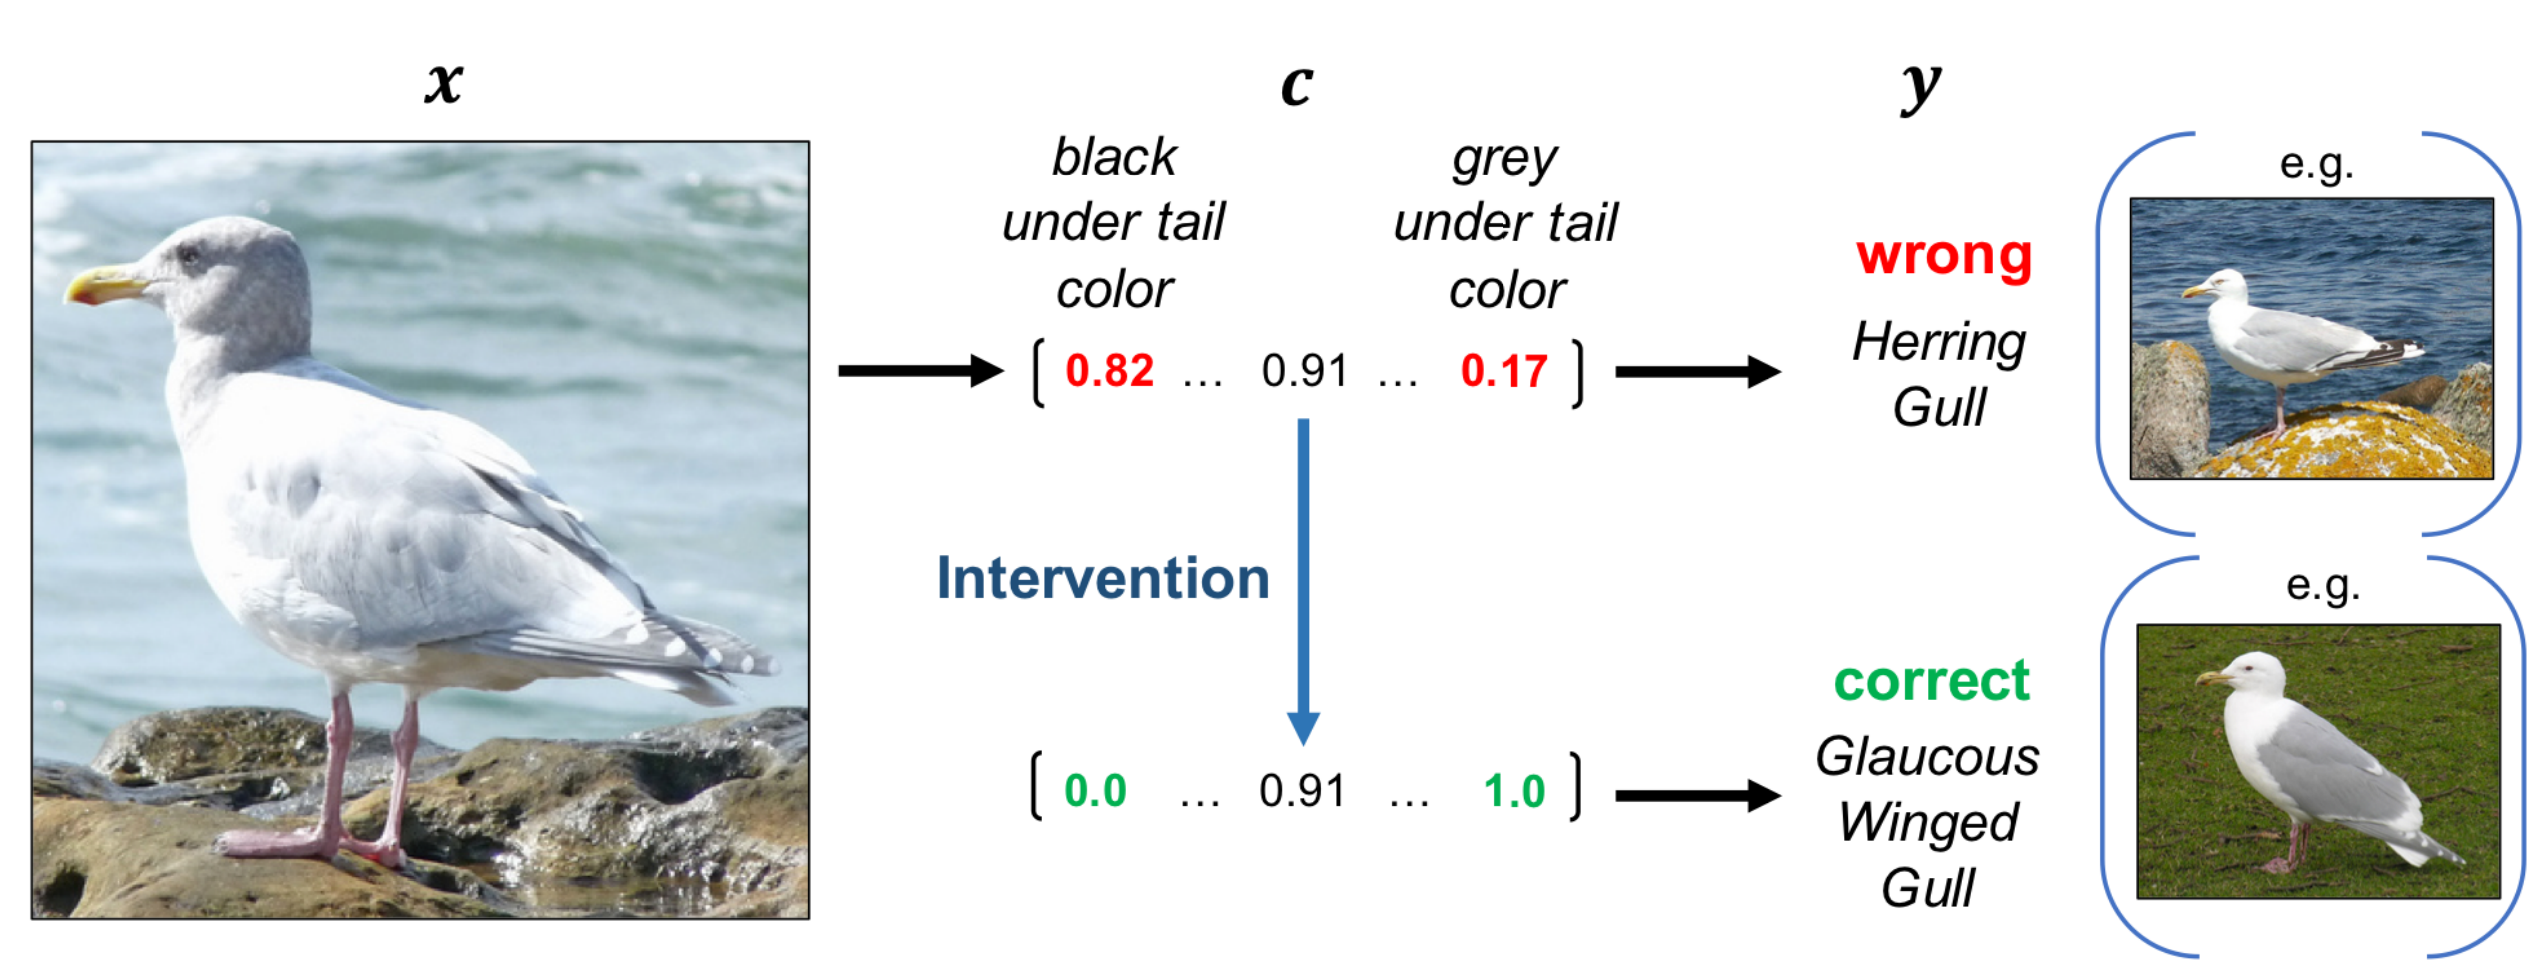 x
c
y
black
under tail
color
grey
under tail
color
[ 0.82 ... 0.91 ... 0.17 ]
wrong
Herring
Gull
e.g.
Intervention
[ 0.0 ... 0.91 ... 1.0 ]
correct
Glaucous
Winged
Gull
e.g.